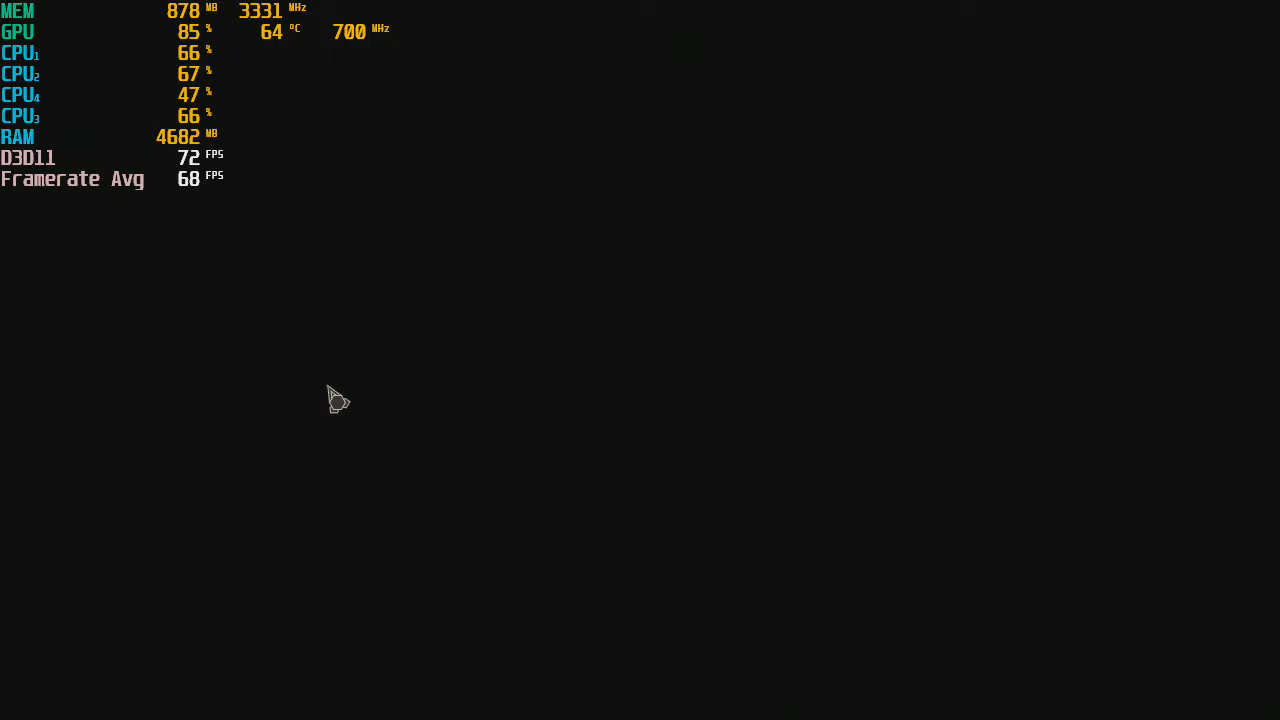 MEM 878 MB 3331 MHz
GPU 85 % 64 °C 700 MHz
CPU1 66 %
CPU2 67 %
CPU4 47 %
CPU3 66 %
RAM 4682 MB
D3D11 72 FPS
Framerate Avg 68 FPS